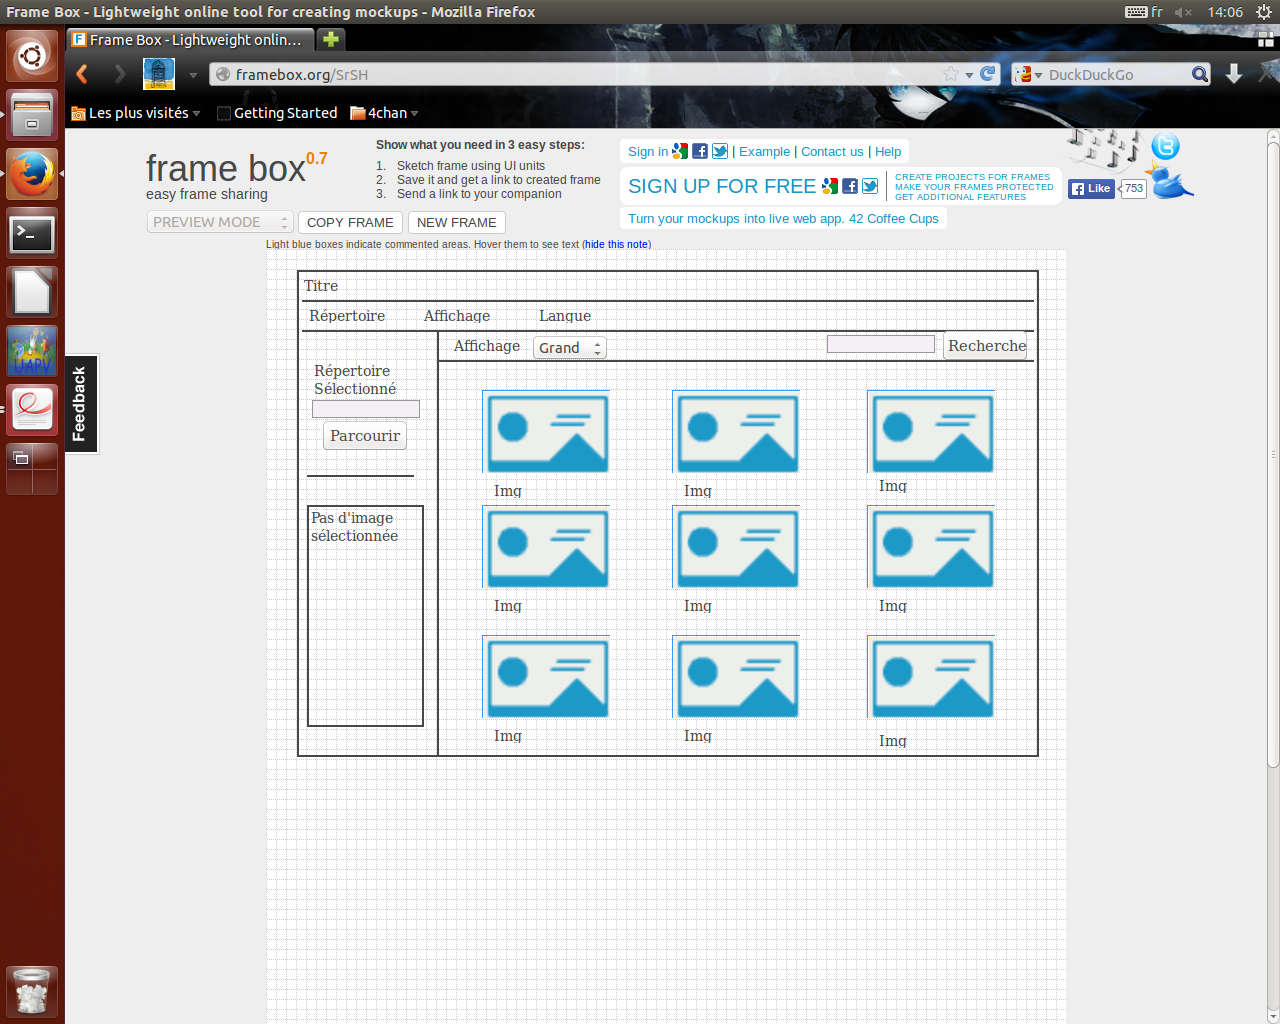 Frame Box - Lightweight online tool for creating mockups - Mozilla Firefox
fr
14:06
Frame Box - Lightweight onlin...
framebox.org/SrSH
DuckDuckGo
Les plus visités
Getting Started
4chan
frame box 0.7
easy frame sharing
Show what you need in 3 easy steps:
1. Sketch frame using UI units
2. Save it and get a link to created frame
3. Send a link to your companion
Sign in | Example | Contact us | Help
SIGN UP FOR FREE
CREATE PROJECTS FOR FRAMES
MAKE YOUR FRAMES PROTECTED
GET ADDITIONAL FEATURES
Like 753
Turn your mockups into live web app. 42 Coffee Cups
PREVIEW MODE
COPY FRAME
NEW FRAME
Light blue boxes indicate commented areas. Hover them to see text (hide this note)
Titre
Répertoire
Affichage
Langue
Affichage
Grand
Recherche
Répertoire
Sélectionné
Parcourir
Pas d'image
sélectionnée
Img
Img
Img
Img
Img
Img
Img
Img
Img
Feedback
UAPV